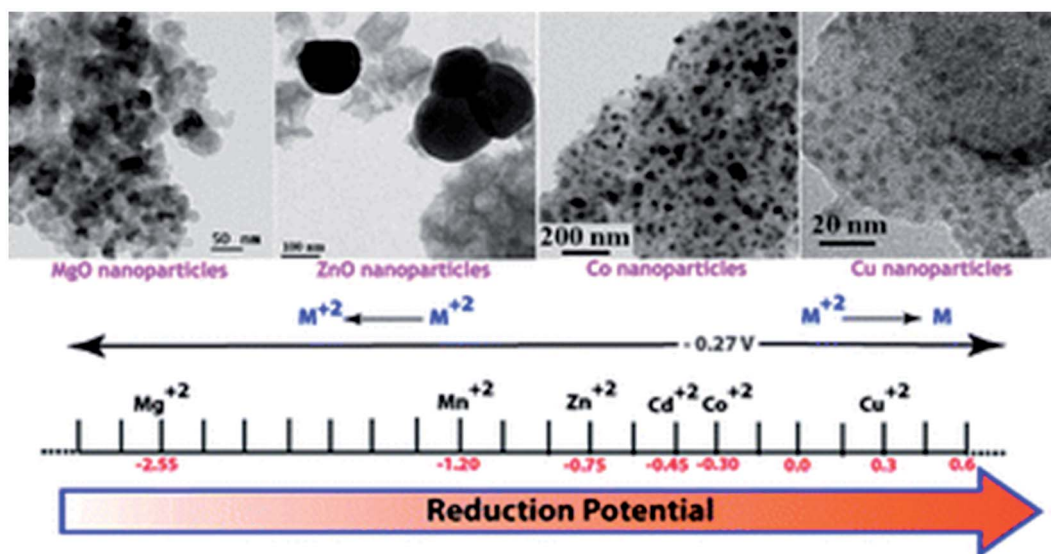 50 nm
100 nm
200 nm
20 nm
MgO nanoparticles
ZnO nanoparticles
Co nanoparticles
Cu nanoparticles
M+2 M+2
M+2 M
- 0.27 V
Mg+2 Mn+2 Zn+2 Cd+2 Co+2 Cu+2
-2.55 -1.20 -0.75 -0.45 -0.30 0.0 0.3 0.6
Reduction Potential